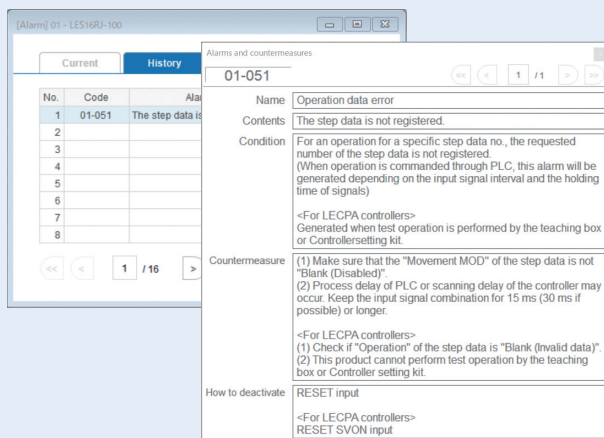 [Alarm] 01 - LES16RJ-100
Current
History
No.
Code
Alar
1
01-051
The step data is
2
3
4
5
6
7
8
<<
<
1
/ 16
>
Alarms and countermeasures
01-051
<<
<
1
/ 1
>
>>
Name
Operation data error
Contents
The step data is not registered.
Condition
For an operation for a specific step data no., the requested
number of the step data is not registered.
(When operation is commanded through PLC, this alarm will be
generated depending on the input signal interval and the holding
time of signals)
<For LECPA controllers>
Generated when test operation is performed by the teaching box
or Controllersetting kit.
Countermeasure
(1) Make sure that the "Movement MOD" of the step data is not
"Blank (Disabled)".
(2) Process delay of PLC or scanning delay of the controller may
occur. Keep the input signal combination for 15 ms (30 ms if
possible) or longer.
<For LECPA controllers>
(1) Check if "Operation" of the step data is "Blank (Invalid data)".
(2) This product cannot perform test operation by the teaching
box or Controller setting kit.
How to deactivate
RESET input
<For LECPA controllers>
RESET SVON input